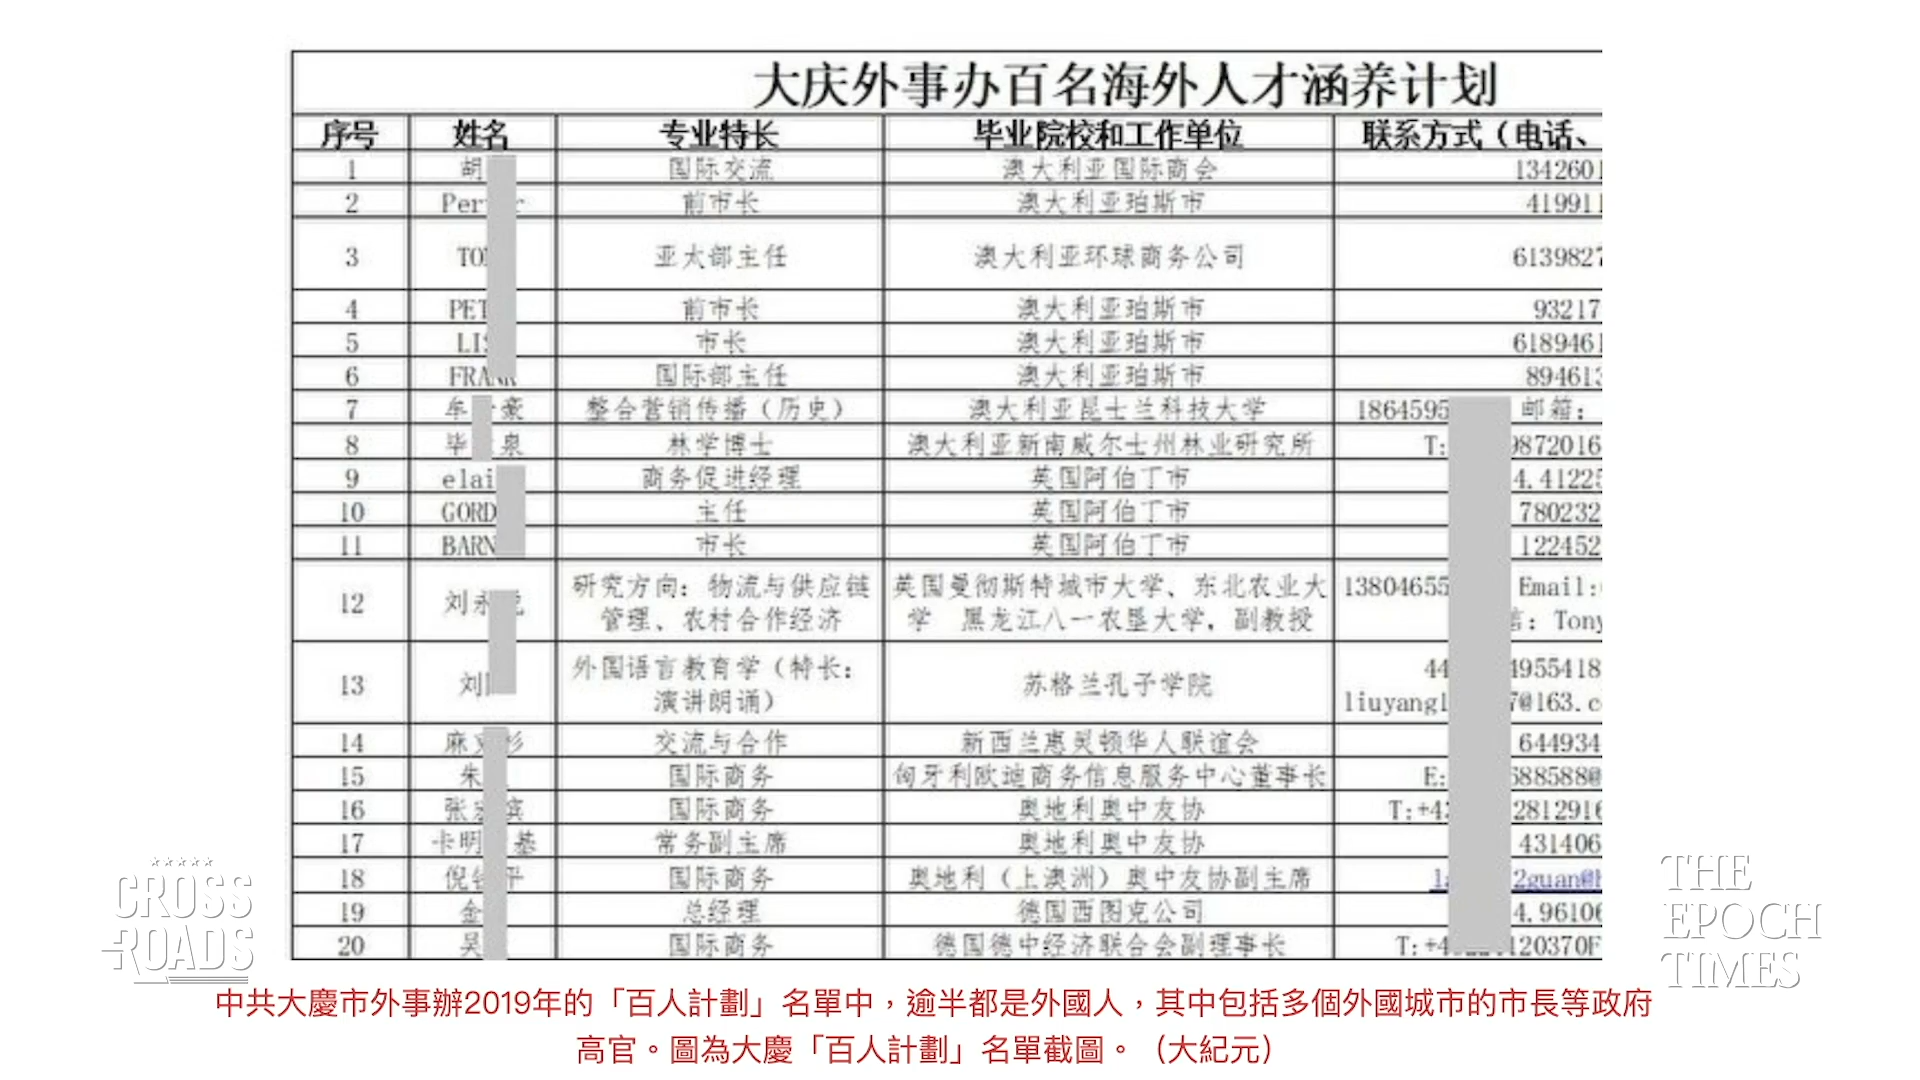 大庆外事办百名海外人才涵养计划
序号 姓名 专业特长 毕业院校和工作单位 联系方式（电话、
1 胡 国际交流 澳大利亚国际商会 1342601
2 Per r 前市长 澳大利亚珀斯市 419911
3 TO 亚太部主任 澳大利亚环球商务公司 6139827
4 PET 前市长 澳大利亚珀斯市 93217
5 LIS 市长 澳大利亚珀斯市 6189461
6 FRANK 国际部主任 澳大利亚珀斯市 894613
7 牟 豪 整合营销传播（历史） 澳大利亚昆士兰科技大学 1864595 邮箱：
8 毕 泉 林学博士 澳大利亚新南威尔士州林业研究所 T: 9872016
9 elai 商务促进经理 英国阿伯丁市 4.41225
10 GORD 主任 英国阿伯丁市 780232
11 BARN 市长 英国阿伯丁市 122452
12 刘永 研究方向：物流与供应链 英国曼彻斯特城市大学、东北农业大 13804655 Email:
管理、农村合作经济 学 黑龙江八一农垦大学，副教授 信：Tony
13 刘 外国语言教育学（特长： 苏格兰孔子学院 44 4955418
演讲朗诵） liuyang1 7@163.c
14 麻 彤 交流与合作 新西兰惠灵顿华人联谊会 644934
15 朱 国际商务 匈牙利欧迪商务信息服务中心董事长 E: 688588@
16 张 滨 国际商务 奥地利奥中友协 T:+43 2812916
17 卡明 基 常务副主席 奥地利奥中友协 431406
18 倪 平 国际商务 奥地利（上澳洲）奥中友协副主席 la 2guan@h
19 金 总经理 德国西图克公司 4.96106
20 吴 国际商务 德国德中经济联合会副理事长 T:+4 120370F
CROSS
ROADS
THE
EPOCH
TIMES
中共大慶市外事辦2019年的「百人計劃」名單中，逾半都是外國人，其中包括多個外國城市的市長等政府
高官。圖為大慶「百人計劃」名單截圖。（大紀元）